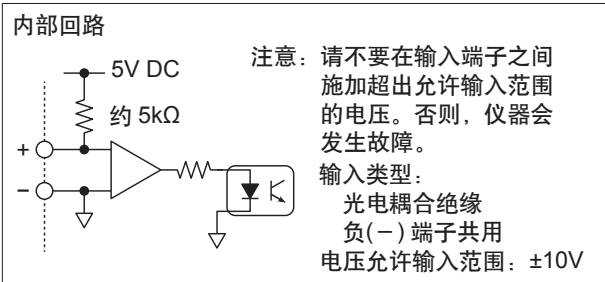 内部回路
5V DC
约 5kΩ
+
−
注意：请不要在输入端子之间
施加超出允许输入范围
的电压。否则，仪器会
发生故障。
输入类型：
光电耦合绝缘
负(−) 端子共用
电压允许输入范围：±10V